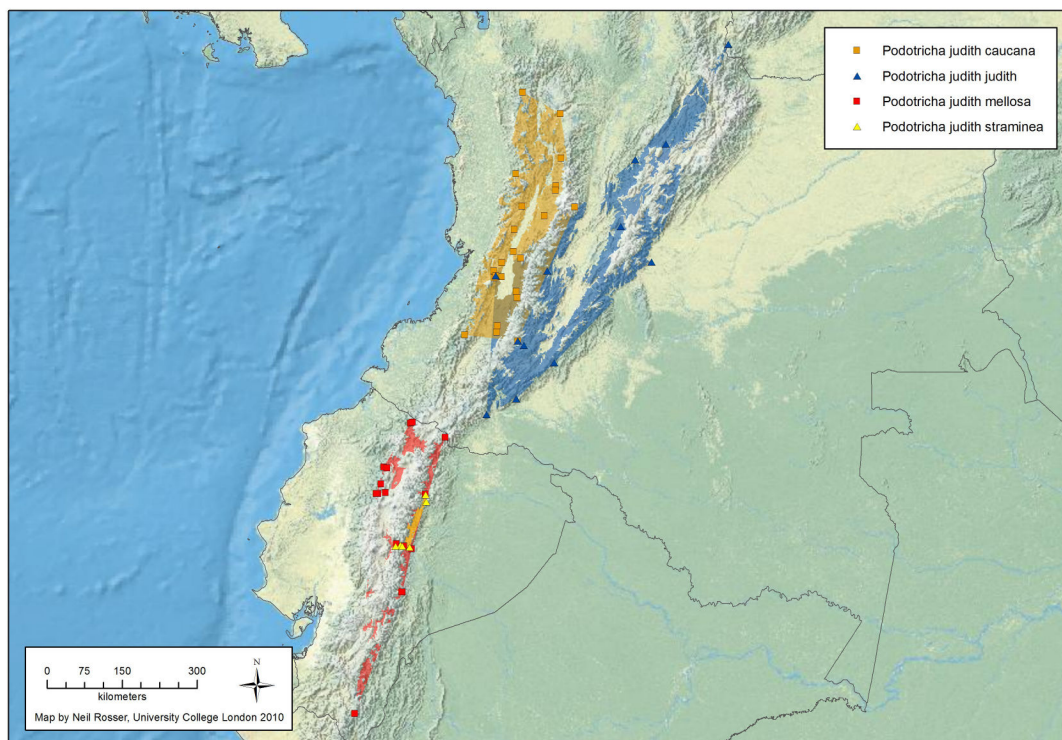 Podotricha judith caucana
Podotricha judith judith
Podotricha judith mellosa
Podotricha judith straminea
0 75 150 300
kilometers
N
Map by Neil Rosser, University College London 2010